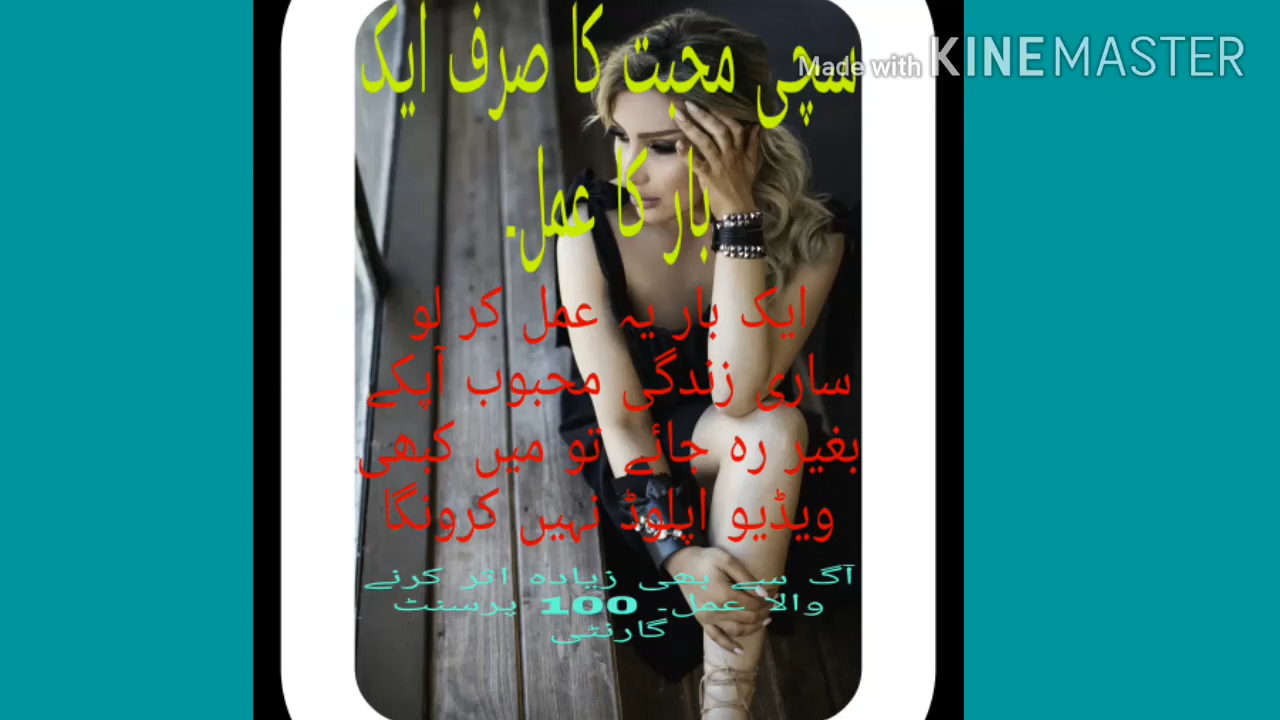 سچی محبت کا صرف ایک
Made with KINEMASTER
بار کا عمل۔
ایک بار یہ عمل کر لو
ساری زندگی محبوب آپکے
بغیر رہ جائے تو میں کبھی
ویڈیو اپلوڈ نہیں کرونگا
آگ سے بھی زیادہ اثر کرنے
والا عمل۔ 100 پرسنٹ
گارنٹی